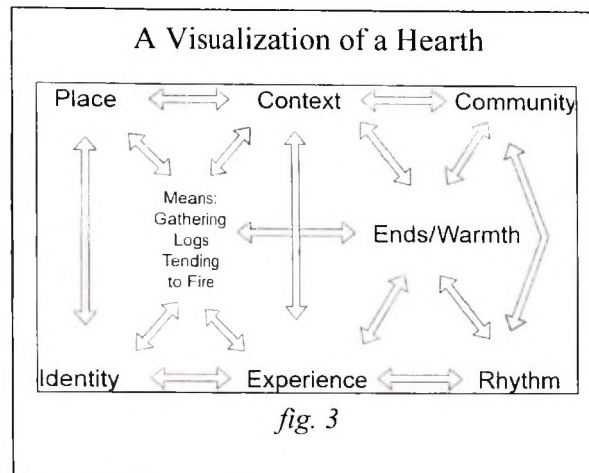 A Visualization of a Hearth
Place Context Community
Means:
Gathering
Logs
Tending
to Fire
Ends/Warmth
Identity Experience Rhythm
fig. 3